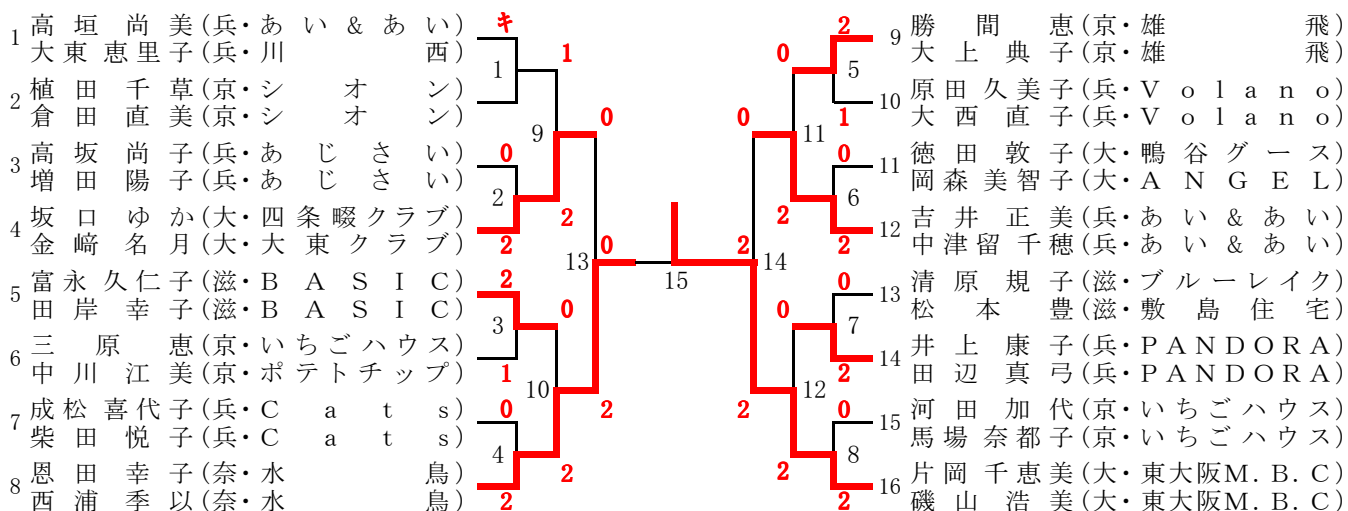 1 高垣尚美(兵・あい＆あい) キ
大東恵里子(兵・川西)
1
1
2 植田千草(京・シオン)
倉田直美(京・シオン)
9
0
3 高坂尚子(兵・あじさい) 0
増田陽子(兵・あじさい)
2
2
4 坂口ゆか(大・四条畷クラブ)
金﨑名月(大・大東クラブ) 2
13
0
5 富永久仁子(滋・BASIC) 2
田岸幸子(滋・BASIC)
3
0
6 三原恵(京・いちごハウス)
中川江美(京・ポテトチップ) 1
10
2
7 成松喜代子(兵・Cats) 0
柴田悦子(兵・Cats)
4
2
8 恩田幸子(奈・水鳥)
西浦季以(奈・水鳥) 2
15
2 9 勝間恵(京・雄飛)
大上典子(京・雄飛)
0
5
10 原田久美子(兵・Volano)
1 大西直子(兵・Volano)
0
11
0 11 徳田敦子(大・鴨谷グース)
岡森美智子(大・ANGEL)
2
6
12 吉井正美(兵・あい＆あい)
2 中津留千穂(兵・あい＆あい)
2
14
0 13 清原規子(滋・ブルーレイク)
松本豊(滋・敷島住宅)
0
7
14 井上康子(兵・PANDORA)
2 田辺真弓(兵・PANDORA)
2
12
0 15 河田加代(京・いちごハウス)
馬場奈都子(京・いちごハウス)
2
8
16 片岡千恵美(大・東大阪M.B.C)
2 磯山浩美(大・東大阪M.B.C)